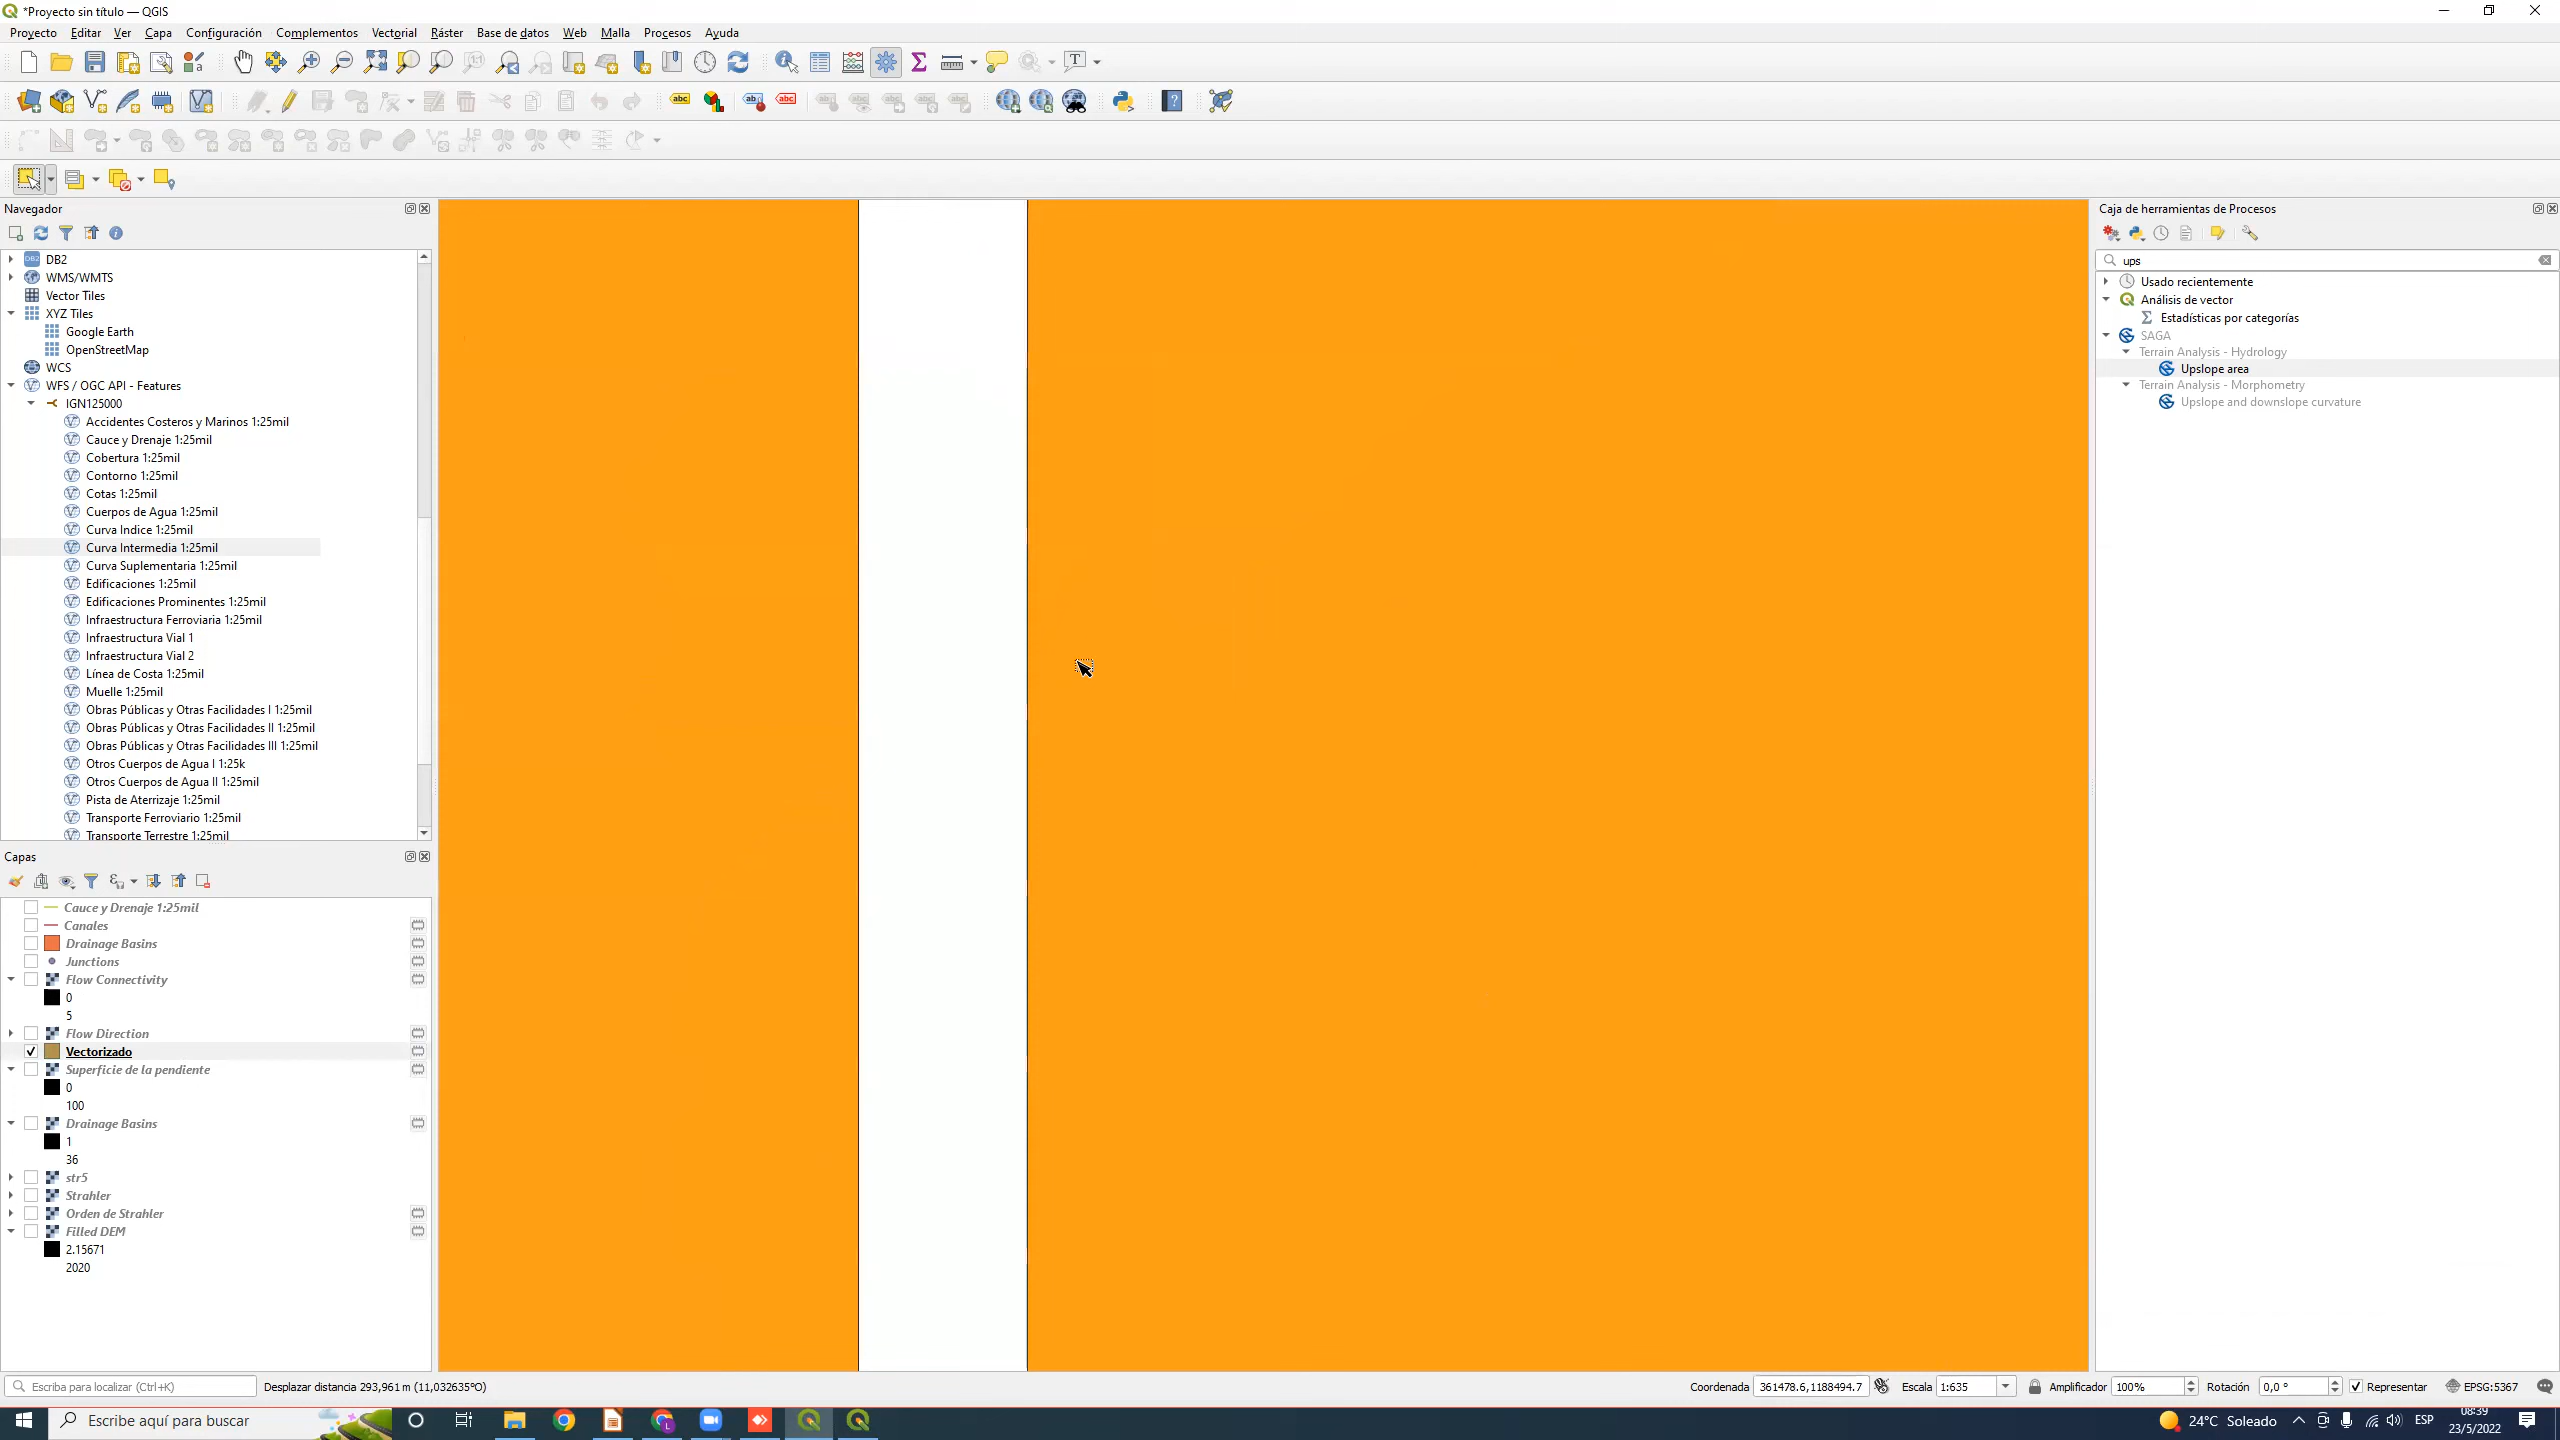 *Proyecto sin título — QGIS
Proyecto Editar Ver Capa Configuración Complementos Vectorial Ráster Base de datos Web Malla Procesos Ayuda
Navegador
DB2
WMS/WMTS
Vector Tiles
XYZ Tiles
Google Earth
OpenStreetMap
WCS
WFS / OGC API - Features
IGN125000
Accidentes Costeros y Marinos 1:25mil
Cauce y Drenaje 1:25mil
Cobertura 1:25mil
Contorno 1:25mil
Cotas 1:25mil
Cuerpos de Agua 1:25mil
Curva Indice 1:25mil
Curva Intermedia 1:25mil
Curva Suplementaria 1:25mil
Edificaciones 1:25mil
Edificaciones Prominentes 1:25mil
Infraestructura Ferroviaria 1:25mil
Infraestructura Vial 1
Infraestructura Vial 2
Línea de Costa 1:25mil
Muelle 1:25mil
Obras Públicas y Otras Facilidades I 1:25mil
Obras Públicas y Otras Facilidades II 1:25mil
Obras Públicas y Otras Facilidades III 1:25mil
Otros Cuerpos de Agua I 1:25k
Otros Cuerpos de Agua II 1:25mil
Pista de Aterrizaje 1:25mil
Transporte Ferroviario 1:25mil
Transporte Terrestre 1:25mil
Capas
Cauce y Drenaje 1:25mil
Canales
Drainage Basins
Junctions
Flow Connectivity
0
5
Flow Direction
Vectorizado
Superficie de la pendiente
0
100
Drainage Basins
1
36
str5
Strahler
Orden de Strahler
Filled DEM
2.15671
2020
Caja de herramientas de Procesos
ups
Usado recientemente
Análisis de vector
Estadísticas por categorías
SAGA
Terrain Analysis - Hydrology
Upslope area
Terrain Analysis - Morphometry
Upslope and downslope curvature
Escriba para localizar (Ctrl+K) Desplazar distancia 293,961 m (11,032635°O) Coordenada 361478.6,1188494.7 Escala 1:635 Amplificador 100% Rotación 0,0 ° Representar EPSG:5367
Escribe aquí para buscar
24°C Soleado
ESP
08:39
23/5/2022